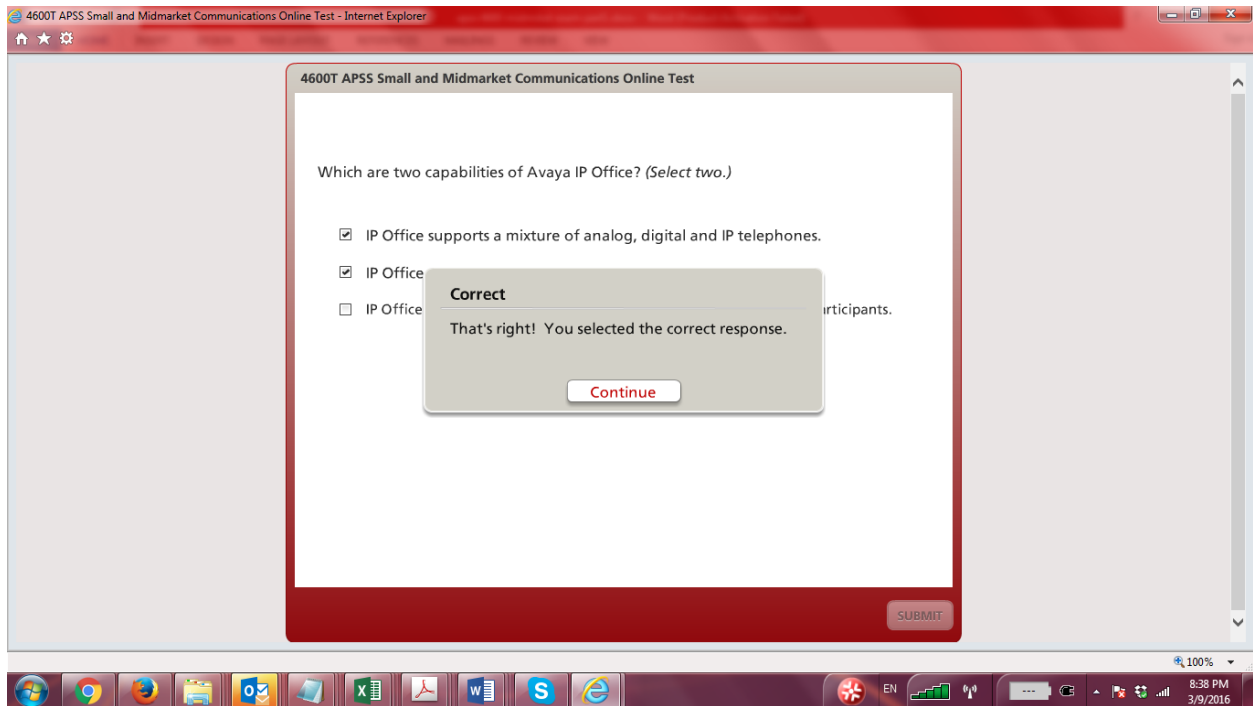 4600T APSS Small and Midmarket Communications Online Test - Internet Explorer
4600T APSS Small and Midmarket Communications Online Test
Which are two capabilities of Avaya IP Office? (Select two.)
IP Office supports a mixture of analog, digital and IP telephones.
IP Office
IP Office
rticipants.
Correct
That's right! You selected the correct response.
Continue
SUBMIT
100%
EN
8:38 PM
3/9/2016